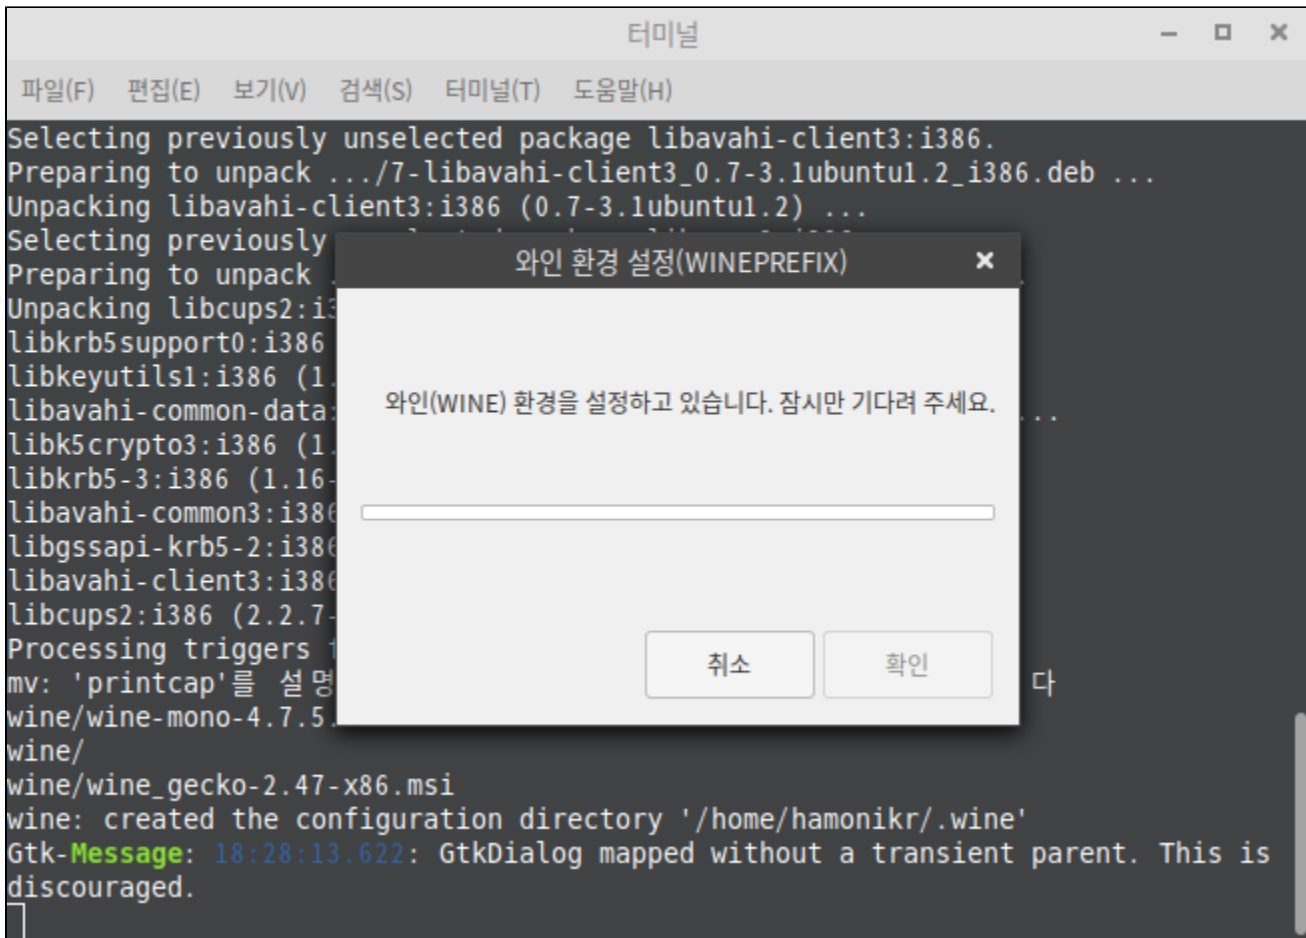 터미널
파일(F) 편집(E) 보기(V) 검색(S) 터미널(T) 도움말(H)
Selecting previously unselected package libavahi-client3:i386.
Preparing to unpack .../7-libavahi-client3_0.7-3.1ubuntu1.2_i386.deb ...
Unpacking libavahi-client3:i386 (0.7-3.1ubuntu1.2) ...
Selecting previously
Preparing to unpack
Unpacking libcups2:i3
libkrb5support0:i386
libkeyutils1:i386 (1.
libavahi-common-data: ...
libk5crypto3:i386 (1.
libkrb5-3:i386 (1.16-
libavahi-common3:i386
libgssapi-krb5-2:i386
libavahi-client3:i386
libcups2:i386 (2.2.7-
Processing triggers
mv: 'printcap'를 설명 다
wine/wine-mono-4.7.5.
wine/
wine/wine_gecko-2.47-x86.msi
wine: created the configuration directory '/home/hamonikr/.wine'
Gtk-Message: 18:28:13.622: GtkDialog mapped without a transient parent. This is
discouraged.
와인 환경 설정(WINEPREFIX)
와인(WINE) 환경을 설정하고 있습니다. 잠시만 기다려 주세요.
취소 확인